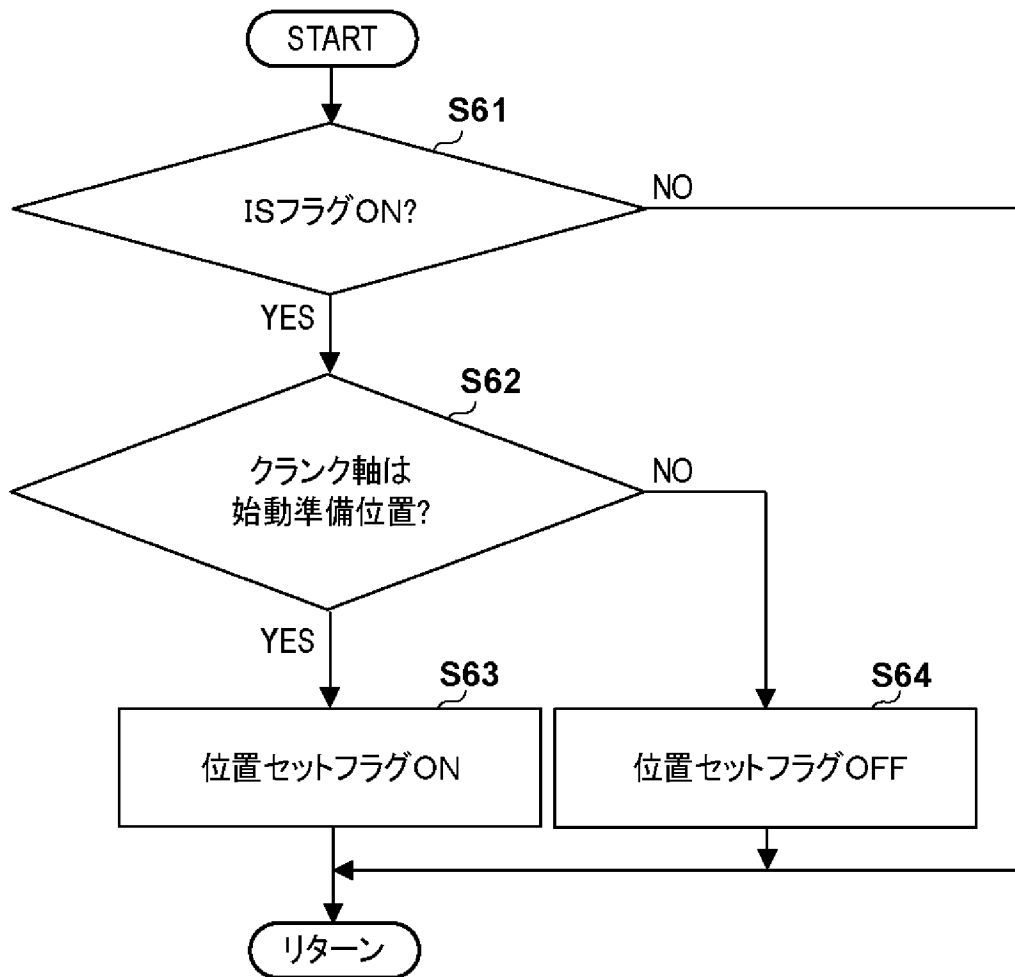 START
S61
ISフラグON?
NO
YES
S62
クランク軸は
始動準備位置?
NO
YES
S63
位置セットフラグON
S64
位置セットフラグOFF
リターン